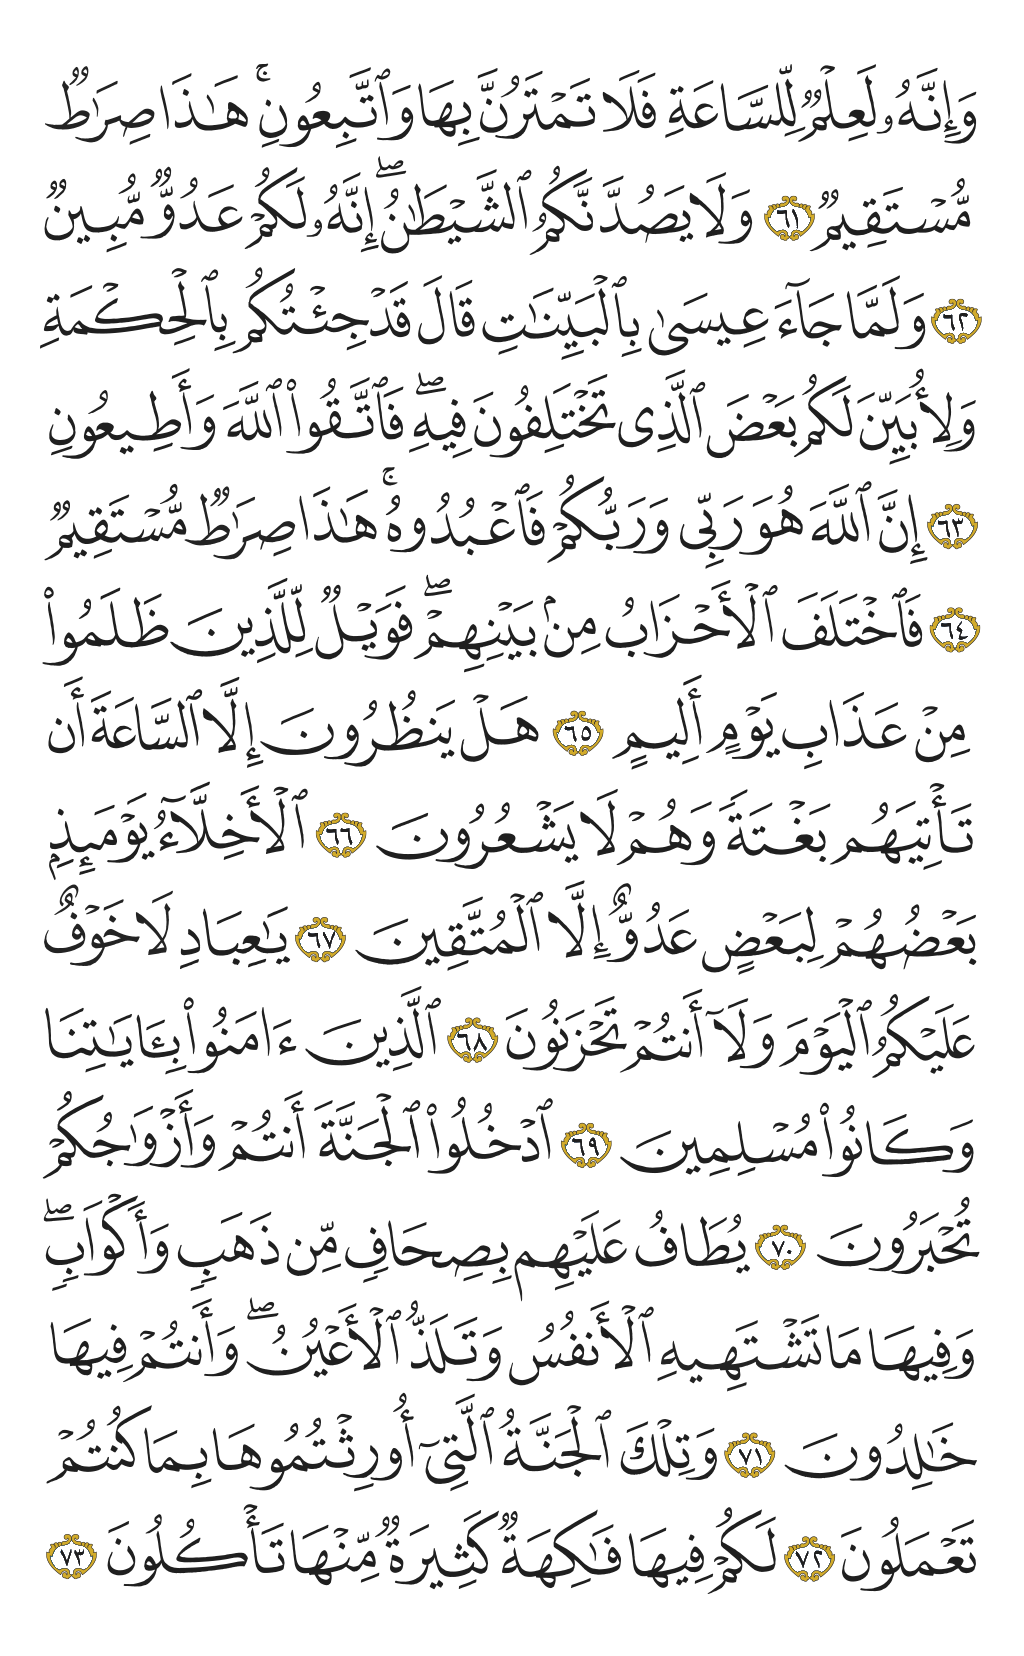 وَإِنَّهُۥ لَعِلْمٌ لِّلسَّاعَةِ فَلَا تَمْتَرُنَّ بِهَا وَٱتَّبِعُونِ ۚ هَـٰذَا صِرَٰطٌ
مُّسْتَقِيمٌ ٦١ وَلَا يَصُدَّنَّكُمُ ٱلشَّيْطَـٰنُ ۖ إِنَّهُۥ لَكُمْ عَدُوٌّ مُّبِينٌ
٦٢ وَلَمَّا جَآءَ عِيسَىٰ بِٱلْبَيِّنَـٰتِ قَالَ قَدْ جِئْتُكُم بِٱلْحِكْمَةِ
وَلِأُبَيِّنَ لَكُم بَعْضَ ٱلَّذِى تَخْتَلِفُونَ فِيهِ ۖ فَٱتَّقُوا۟ ٱللَّهَ وَأَطِيعُونِ
٦٣ إِنَّ ٱللَّهَ هُوَ رَبِّى وَرَبُّكُمْ فَٱعْبُدُوهُ ۚ هَـٰذَا صِرَٰطٌ مُّسْتَقِيمٌ
٦٤ فَٱخْتَلَفَ ٱلْأَحْزَابُ مِنۢ بَيْنِهِمْ ۖ فَوَيْلٌ لِّلَّذِينَ ظَلَمُوا۟
مِنْ عَذَابِ يَوْمٍ أَلِيمٍ ٦٥ هَلْ يَنظُرُونَ إِلَّا ٱلسَّاعَةَ أَن
تَأْتِيَهُم بَغْتَةً وَهُمْ لَا يَشْعُرُونَ ٦٦ ٱلْأَخِلَّآءُ يَوْمَئِذٍۭ
بَعْضُهُمْ لِبَعْضٍ عَدُوٌّ إِلَّا ٱلْمُتَّقِينَ ٦٧ يَـٰعِبَادِ لَا خَوْفٌ
عَلَيْكُمُ ٱلْيَوْمَ وَلَآ أَنتُمْ تَحْزَنُونَ ٦٨ ٱلَّذِينَ ءَامَنُوا۟ بِـَٔايَـٰتِنَا
وَكَانُوا۟ مُسْلِمِينَ ٦٩ ٱدْخُلُوا۟ ٱلْجَنَّةَ أَنتُمْ وَأَزْوَٰجُكُمْ
تُحْبَرُونَ ٧٠ يُطَافُ عَلَيْهِم بِصِحَافٍ مِّن ذَهَبٍ وَأَكْوَابٍ ۖ
وَفِيهَا مَا تَشْتَهِيهِ ٱلْأَنفُسُ وَتَلَذُّ ٱلْأَعْيُنُ ۖ وَأَنتُمْ فِيهَا
خَـٰلِدُونَ ٧١ وَتِلْكَ ٱلْجَنَّةُ ٱلَّتِىٓ أُورِثْتُمُوهَا بِمَا كُنتُمْ
تَعْمَلُونَ ٧٢ لَكُمْ فِيهَا فَـٰكِهَةٌ كَثِيرَةٌ مِّنْهَا تَأْكُلُونَ ٧٣